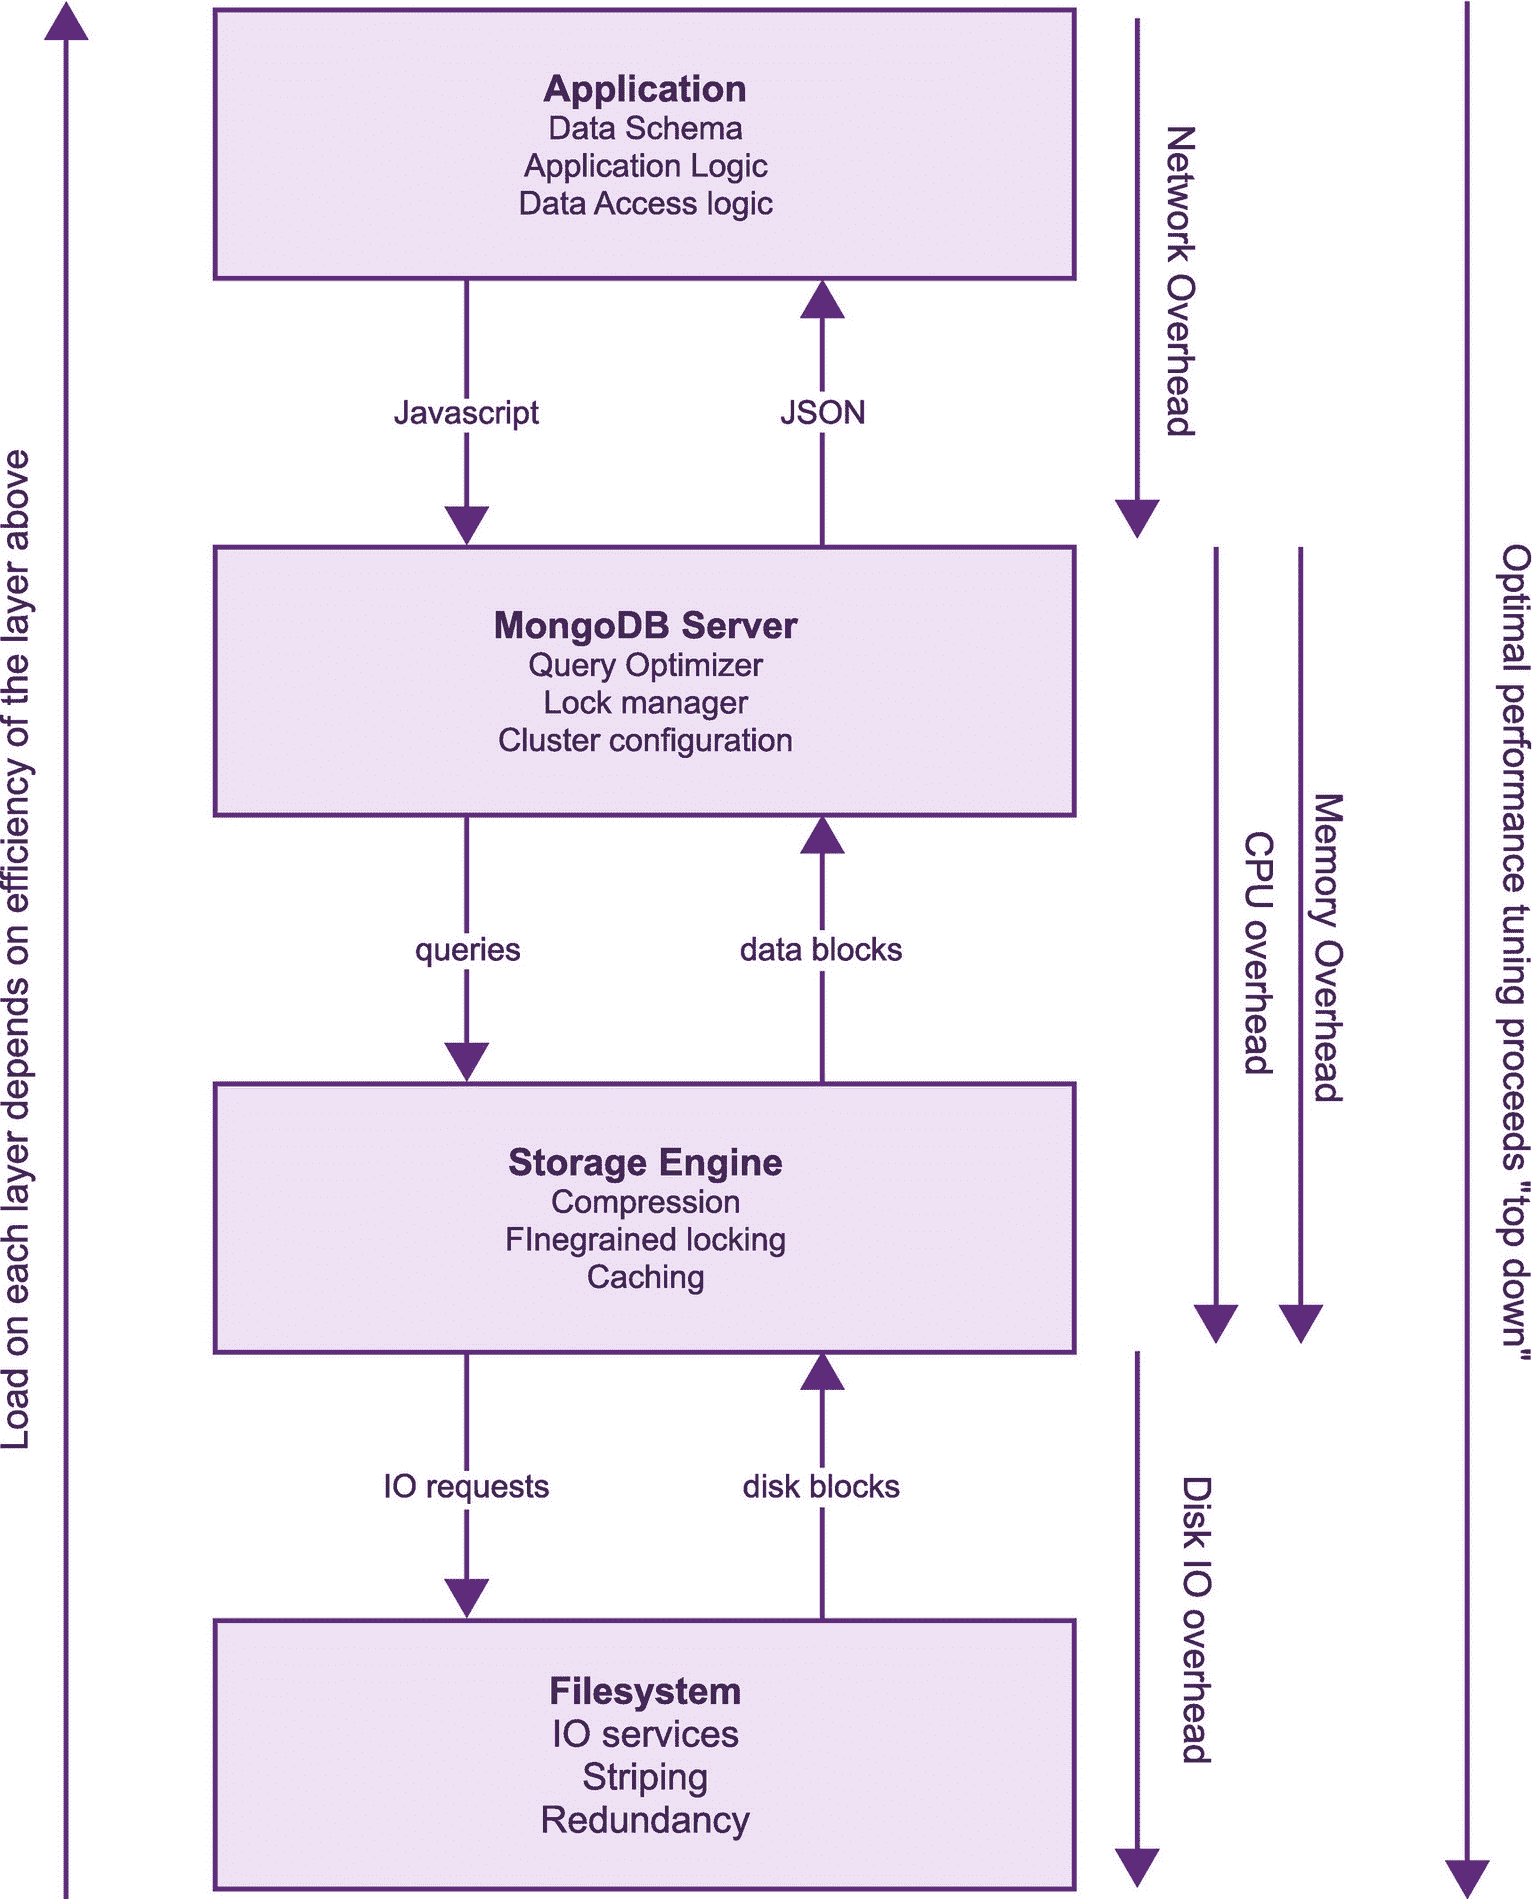 Application
Data Schema
Application Logic
Data Access logic
Network Overhead
Javascript
JSON
Load on each layer depends on efficiency of the layer above
Optimal performance tuning proceeds "top down"
MongoDB Server
Query Optimizer
Lock manager
Cluster configuration
Memory Overhead
CPU overhead
queries
data blocks
Storage Engine
Compression
FInegrained locking
Caching
IO requests
disk blocks
Disk IO overhead
Filesystem
IO services
Striping
Redundancy